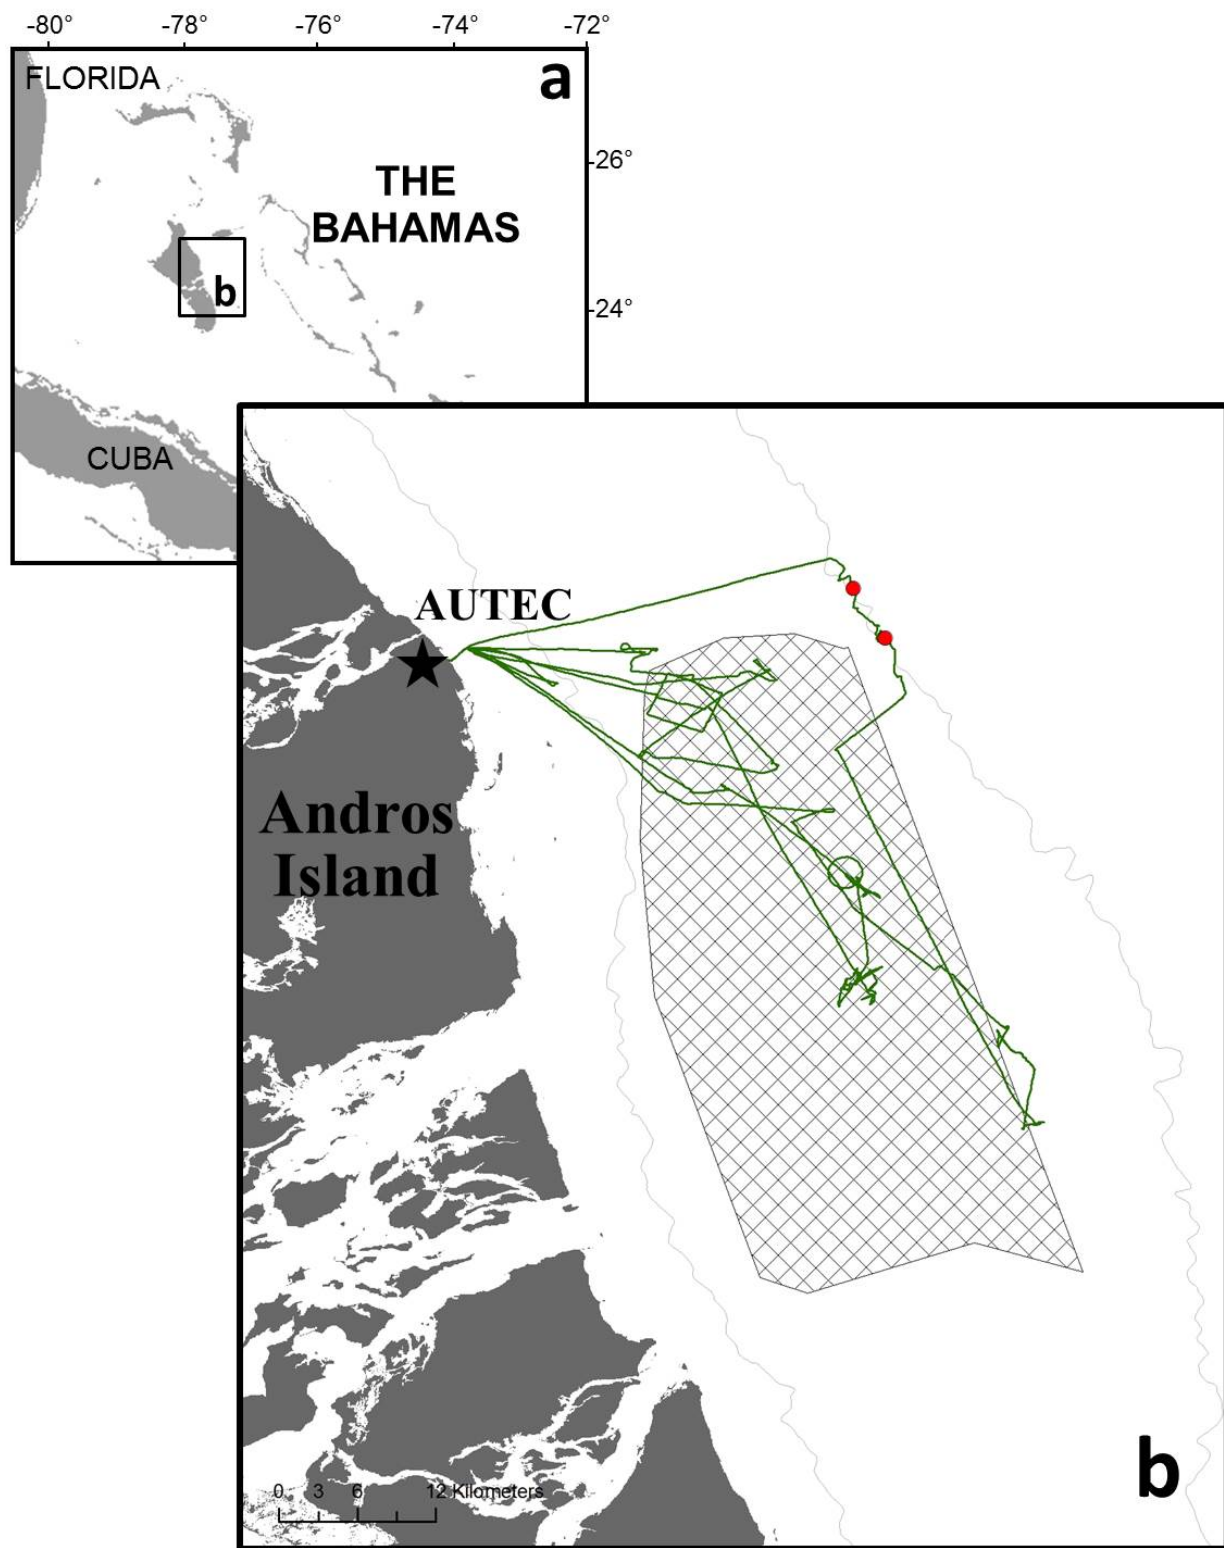 -80° -78° -76° -74° -72°
FLORIDA
a
-26°
THE
BAHAMAS
b
-24°
CUBA
AUTEC
Andros
Island
b
0 3 6 12 Kilometers